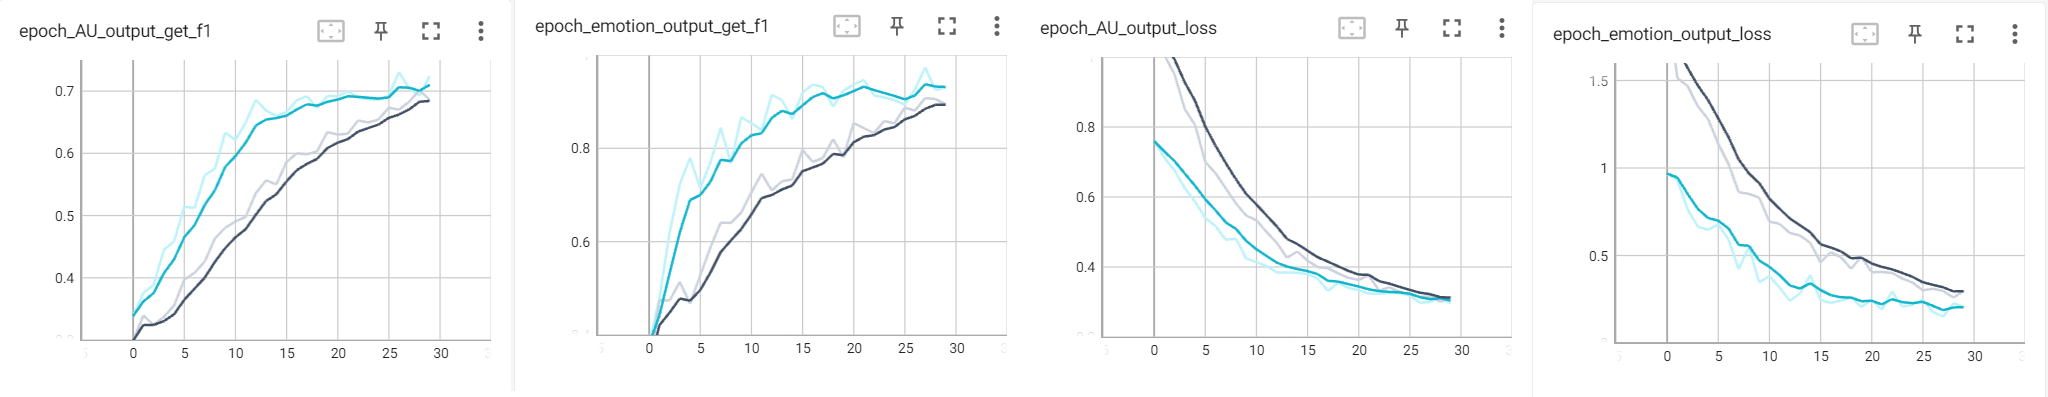 epoch_AU_output_get_f1
0.7
0.6
0.5
0.4
0 5 10 15 20 25 30
epoch_emotion_output_get_f1
0.8
0.6
0 5 10 15 20 25 30
epoch_AU_output_loss
0.8
0.6
0.4
0 5 10 15 20 25 30
epoch_emotion_output_loss
1.5
1
0.5
0 5 10 15 20 25 30